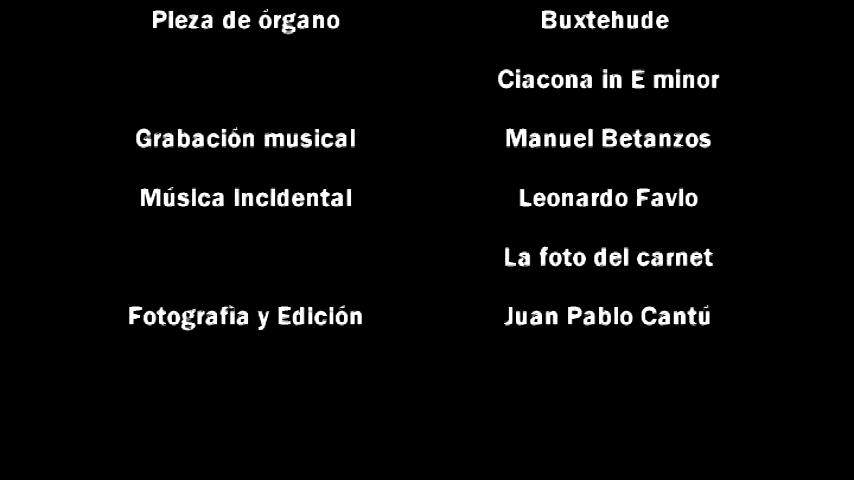 Pieza de órgano Buxtehude
Ciacona in E minor
Grabación musical Manuel Betanzos
Música incidental Leonardo Favio
La foto del carnet
Fotografìa y Edición Juan Pablo Cantú